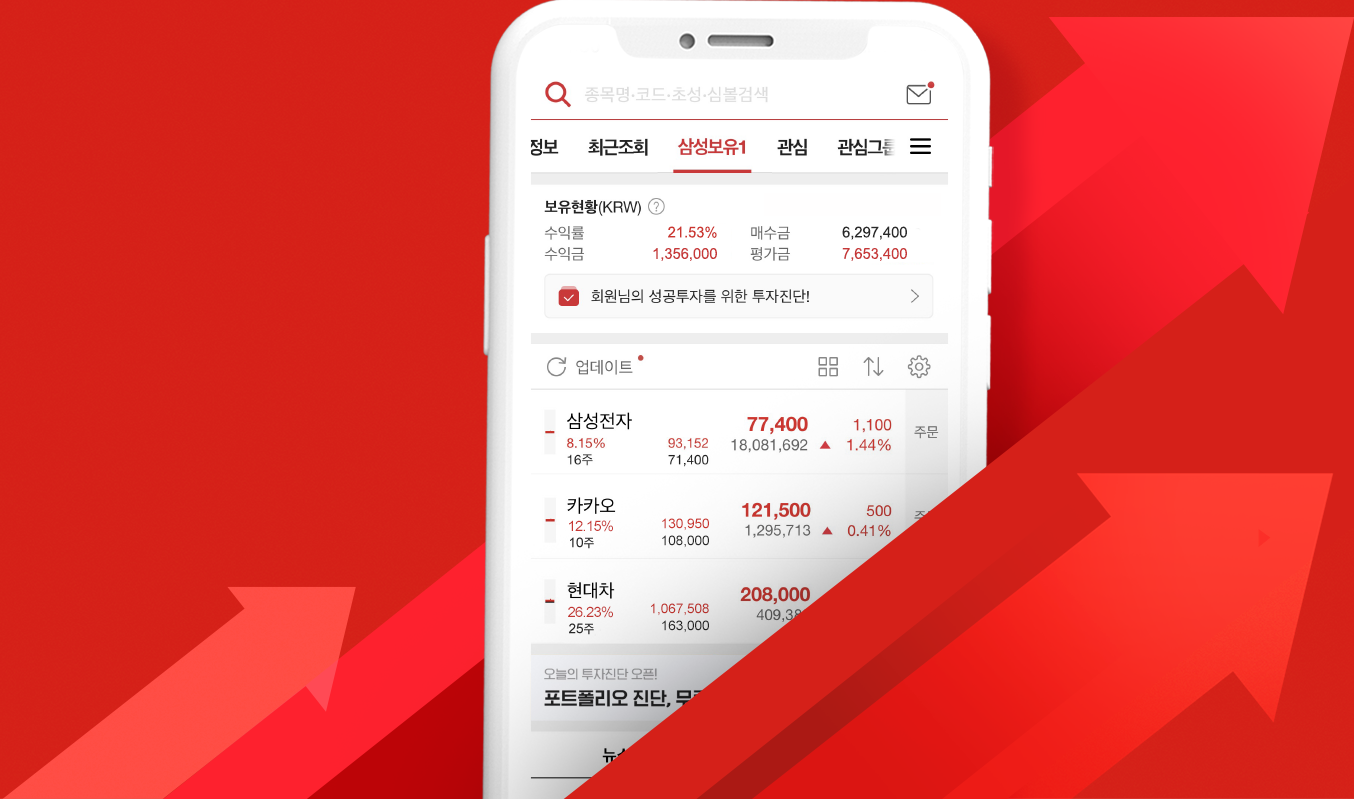 종목명·코드·초성·심볼검색
정보 최근조회 삼성보유1 관심 관심그룹
보유현황(KRW) ?
수익률 21.53% 매수금 6,297,400
수익금 1,356,000 평가금 7,653,400
회원님의 성공투자를 위한 투자진단!
업데이트
삼성전자 77,400 1,100 주문
8.15% 93,152 18,081,692 ▲ 1.44%
16주 71,400
카카오 121,500 500
12.15% 130,950 1,295,713 ▲ 0.41%
10주 108,000
현대차 208,000
26.23% 1,067,508
25주 163,000
오늘의 투자진단 오픈!
포트폴리오 진단,